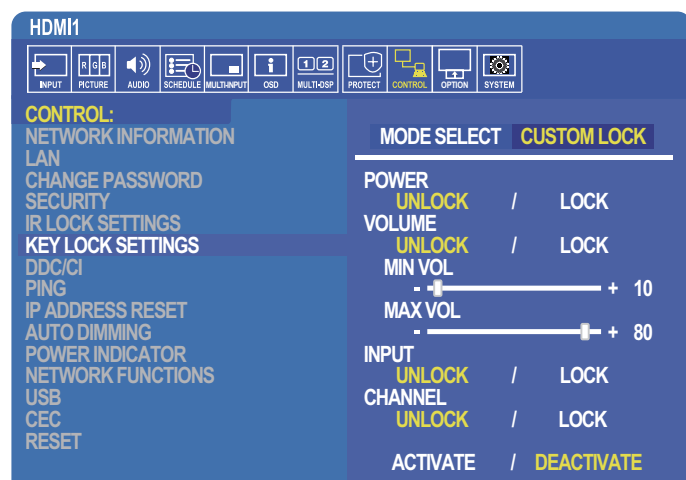 HDMI1
INPUT
RGB
PICTURE
AUDIO
SCHEDULE
MULTI-INPUT
i
OSD
1 2
MULTI-DSP
PROTECT
CONTROL
OPTION
SYSTEM
CONTROL:
NETWORK INFORMATION
LAN
CHANGE PASSWORD
SECURITY
IR LOCK SETTINGS
KEY LOCK SETTINGS
DDC/CI
PING
IP ADDRESS RESET
AUTO DIMMING
POWER INDICATOR
NETWORK FUNCTIONS
USB
CEC
RESET
MODE SELECT CUSTOM LOCK
POWER
UNLOCK / LOCK
VOLUME
UNLOCK / LOCK
MIN VOL
- + 10
MAX VOL
- + 80
INPUT
UNLOCK / LOCK
CHANNEL
UNLOCK / LOCK
ACTIVATE / DEACTIVATE